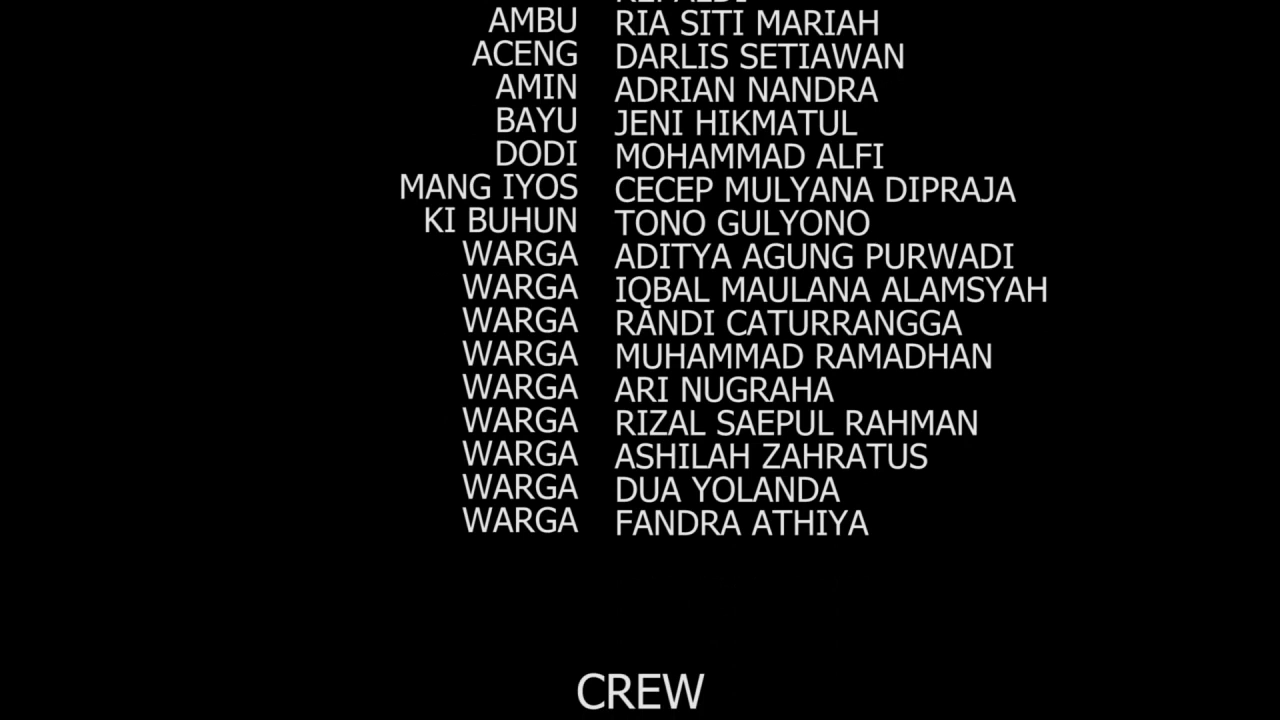 AMBU RIA SITI MARIAH
ACENG DARLIS SETIAWAN
AMIN ADRIAN NANDRA
BAYU JENI HIKMATUL
DODI MOHAMMAD ALFI
MANG IYOS CECEP MULYANA DIPRAJA
KI BUHUN TONO GULYONO
WARGA ADITYA AGUNG PURWADI
WARGA IQBAL MAULANA ALAMSYAH
WARGA RANDI CATURRANGGA
WARGA MUHAMMAD RAMADHAN
WARGA ARI NUGRAHA
WARGA RIZAL SAEPUL RAHMAN
WARGA ASHILAH ZAHRATUS
WARGA DUA YOLANDA
WARGA FANDRA ATHIYA
CREW